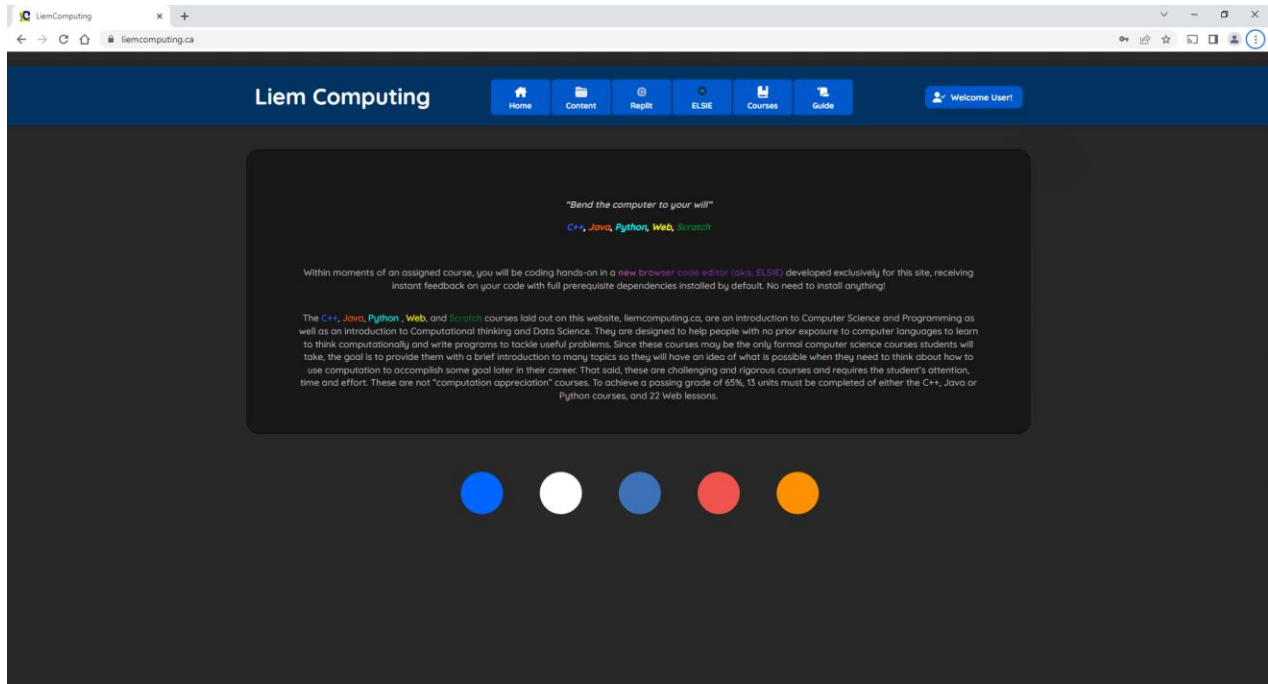 LiemComputing
liemcomputing.ca
Liem Computing
Home
Content
Replit
ELSIE
Courses
Guide
Welcome User!
"Bend the computer to your will"
C++, Java, Python, Web, Scratch
Within moments of an assigned course, you will be coding hands-on in a new browser code editor (aka. ELSIE) developed exclusively for this site, receiving
instant feedback on your code with full prerequisite dependencies installed by default. No need to install anything!
The C++, Java, Python , Web, and Scratch courses laid out on this website, liemcomputing.ca, are an introduction to Computer Science and Programming as
well as an introduction to Computational thinking and Data Science. They are designed to help people with no prior exposure to computer languages to learn
to think computationally and write programs to tackle useful problems. Since these courses may be the only formal computer science courses students will
take, the goal is to provide them with a brief introduction to many topics so they will have an idea of what is possible when they need to think about how to
use computation to accomplish some goal later in their career. That said, these are challenging and rigorous courses and requires the student's attention,
time and effort. These are not "computation appreciation" courses. To achieve a passing grade of 65%, 13 units must be completed of either the C++, Java or
Python courses, and 22 Web lessons.